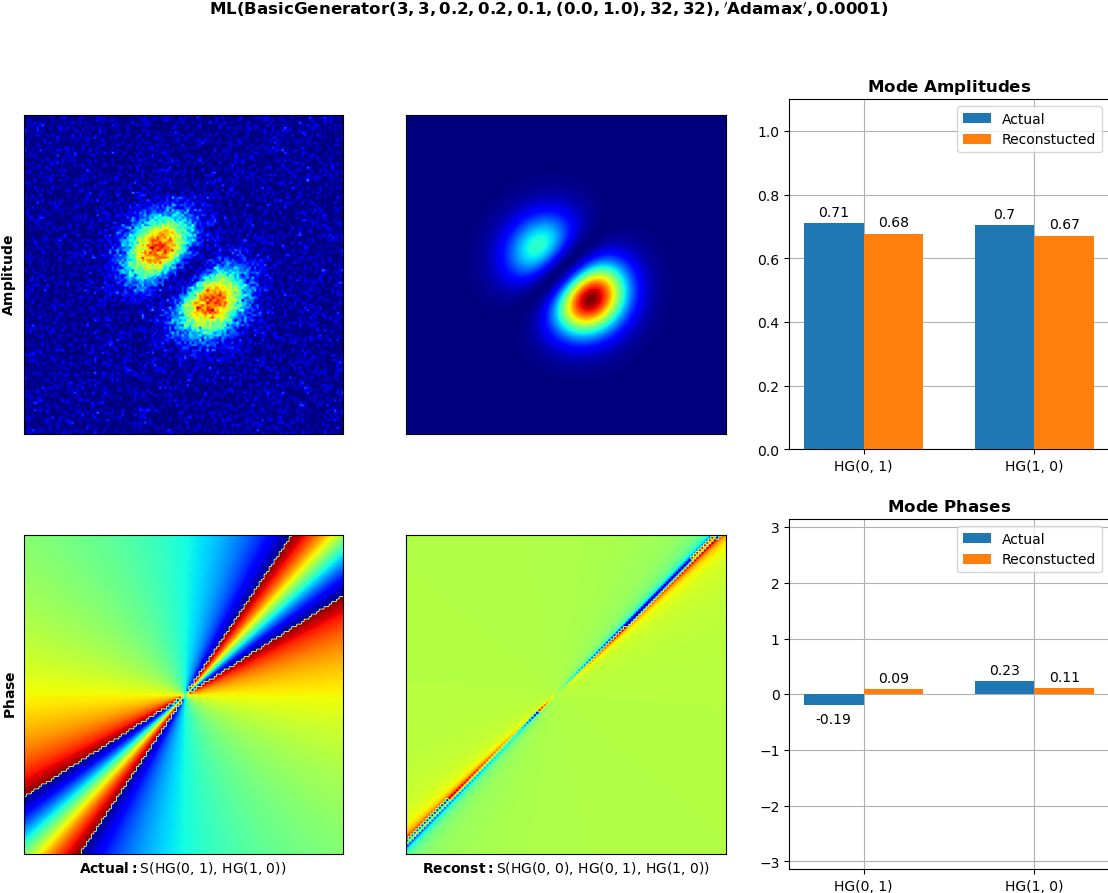 ML(BasicGenerator(3, 3, 0.2, 0.2, 0.1, (0.0, 1.0), 32, 32), ′Adamax′, 0.0001)
Amplitude
Mode Amplitudes
Actual
Reconstucted
1.0
0.8
0.6
0.4
0.2
0.0
0.71
0.68
0.7
0.67
HG(0, 1)
HG(1, 0)
Phase
Actual: S(HG(0, 1), HG(1, 0))
Reconst: S(HG(0, 0), HG(0, 1), HG(1, 0))
Mode Phases
Actual
Reconstucted
3
2
1
0
−1
−2
−3
-0.19
0.09
0.23
0.11
HG(0, 1)
HG(1, 0)